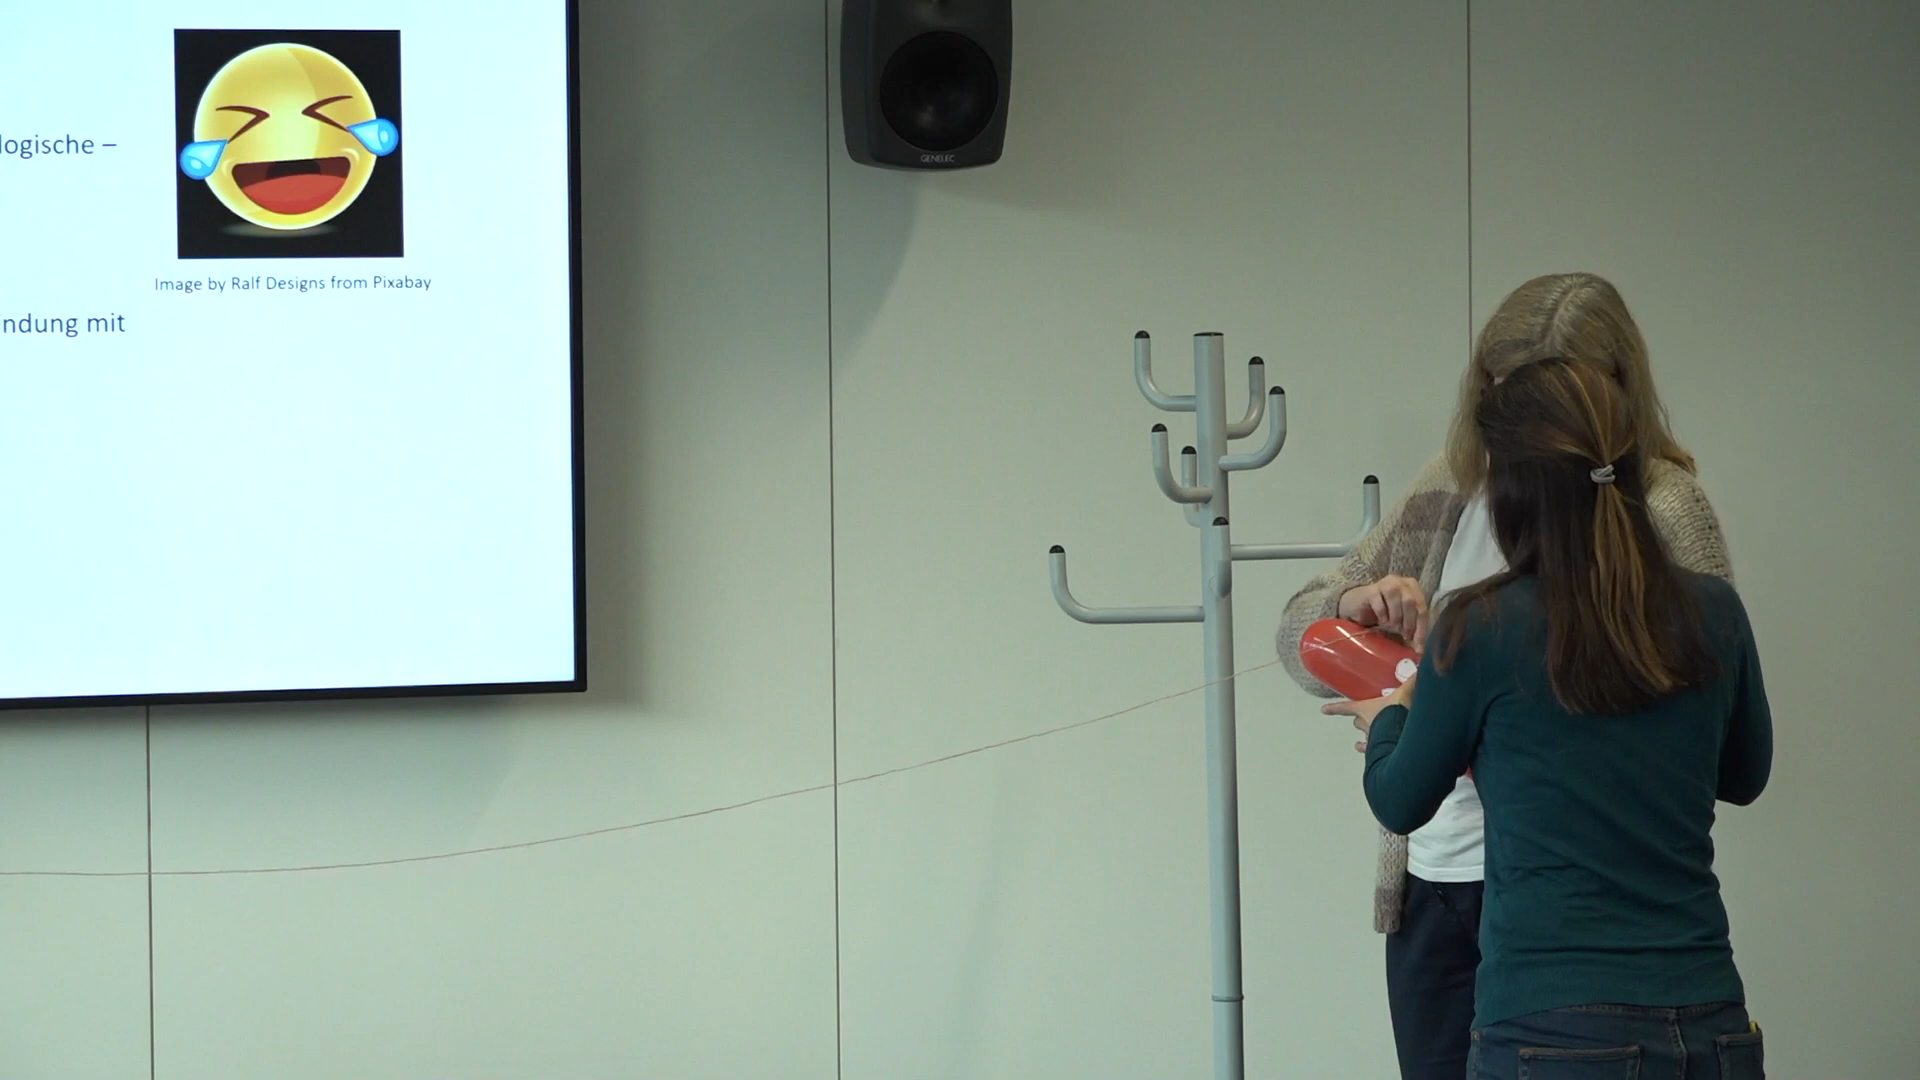 logische –
Image by Ralf Designs from Pixabay
ndung mit
GENELEC